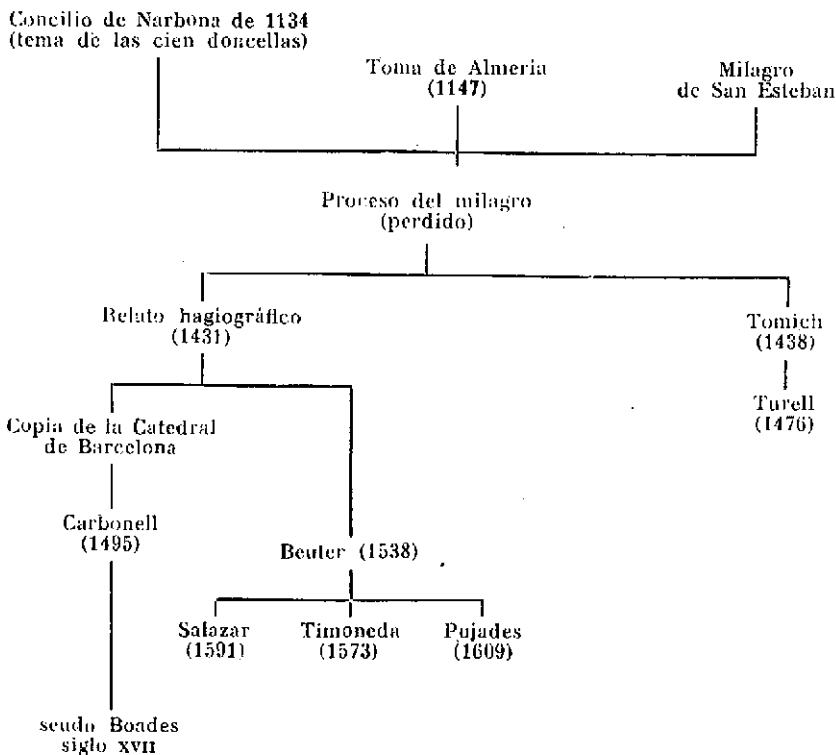 Concilio de Narbona de 1134
(tema de las cien doncellas)
Toma de Almeria
(1147)
Milagro
de San Esteban
Proceso del milagro
(perdido)
Relato hagiográfico
(1431)
Tomich
(1438)
Turell
(1476)
Copia de la Catedral
de Barcelona
Carbonell
(1495)
Beuter (1538)
Salazar
(1591)
Timoneda
(1573)
Pujades
(1609)
seudo Boades
siglo XVII